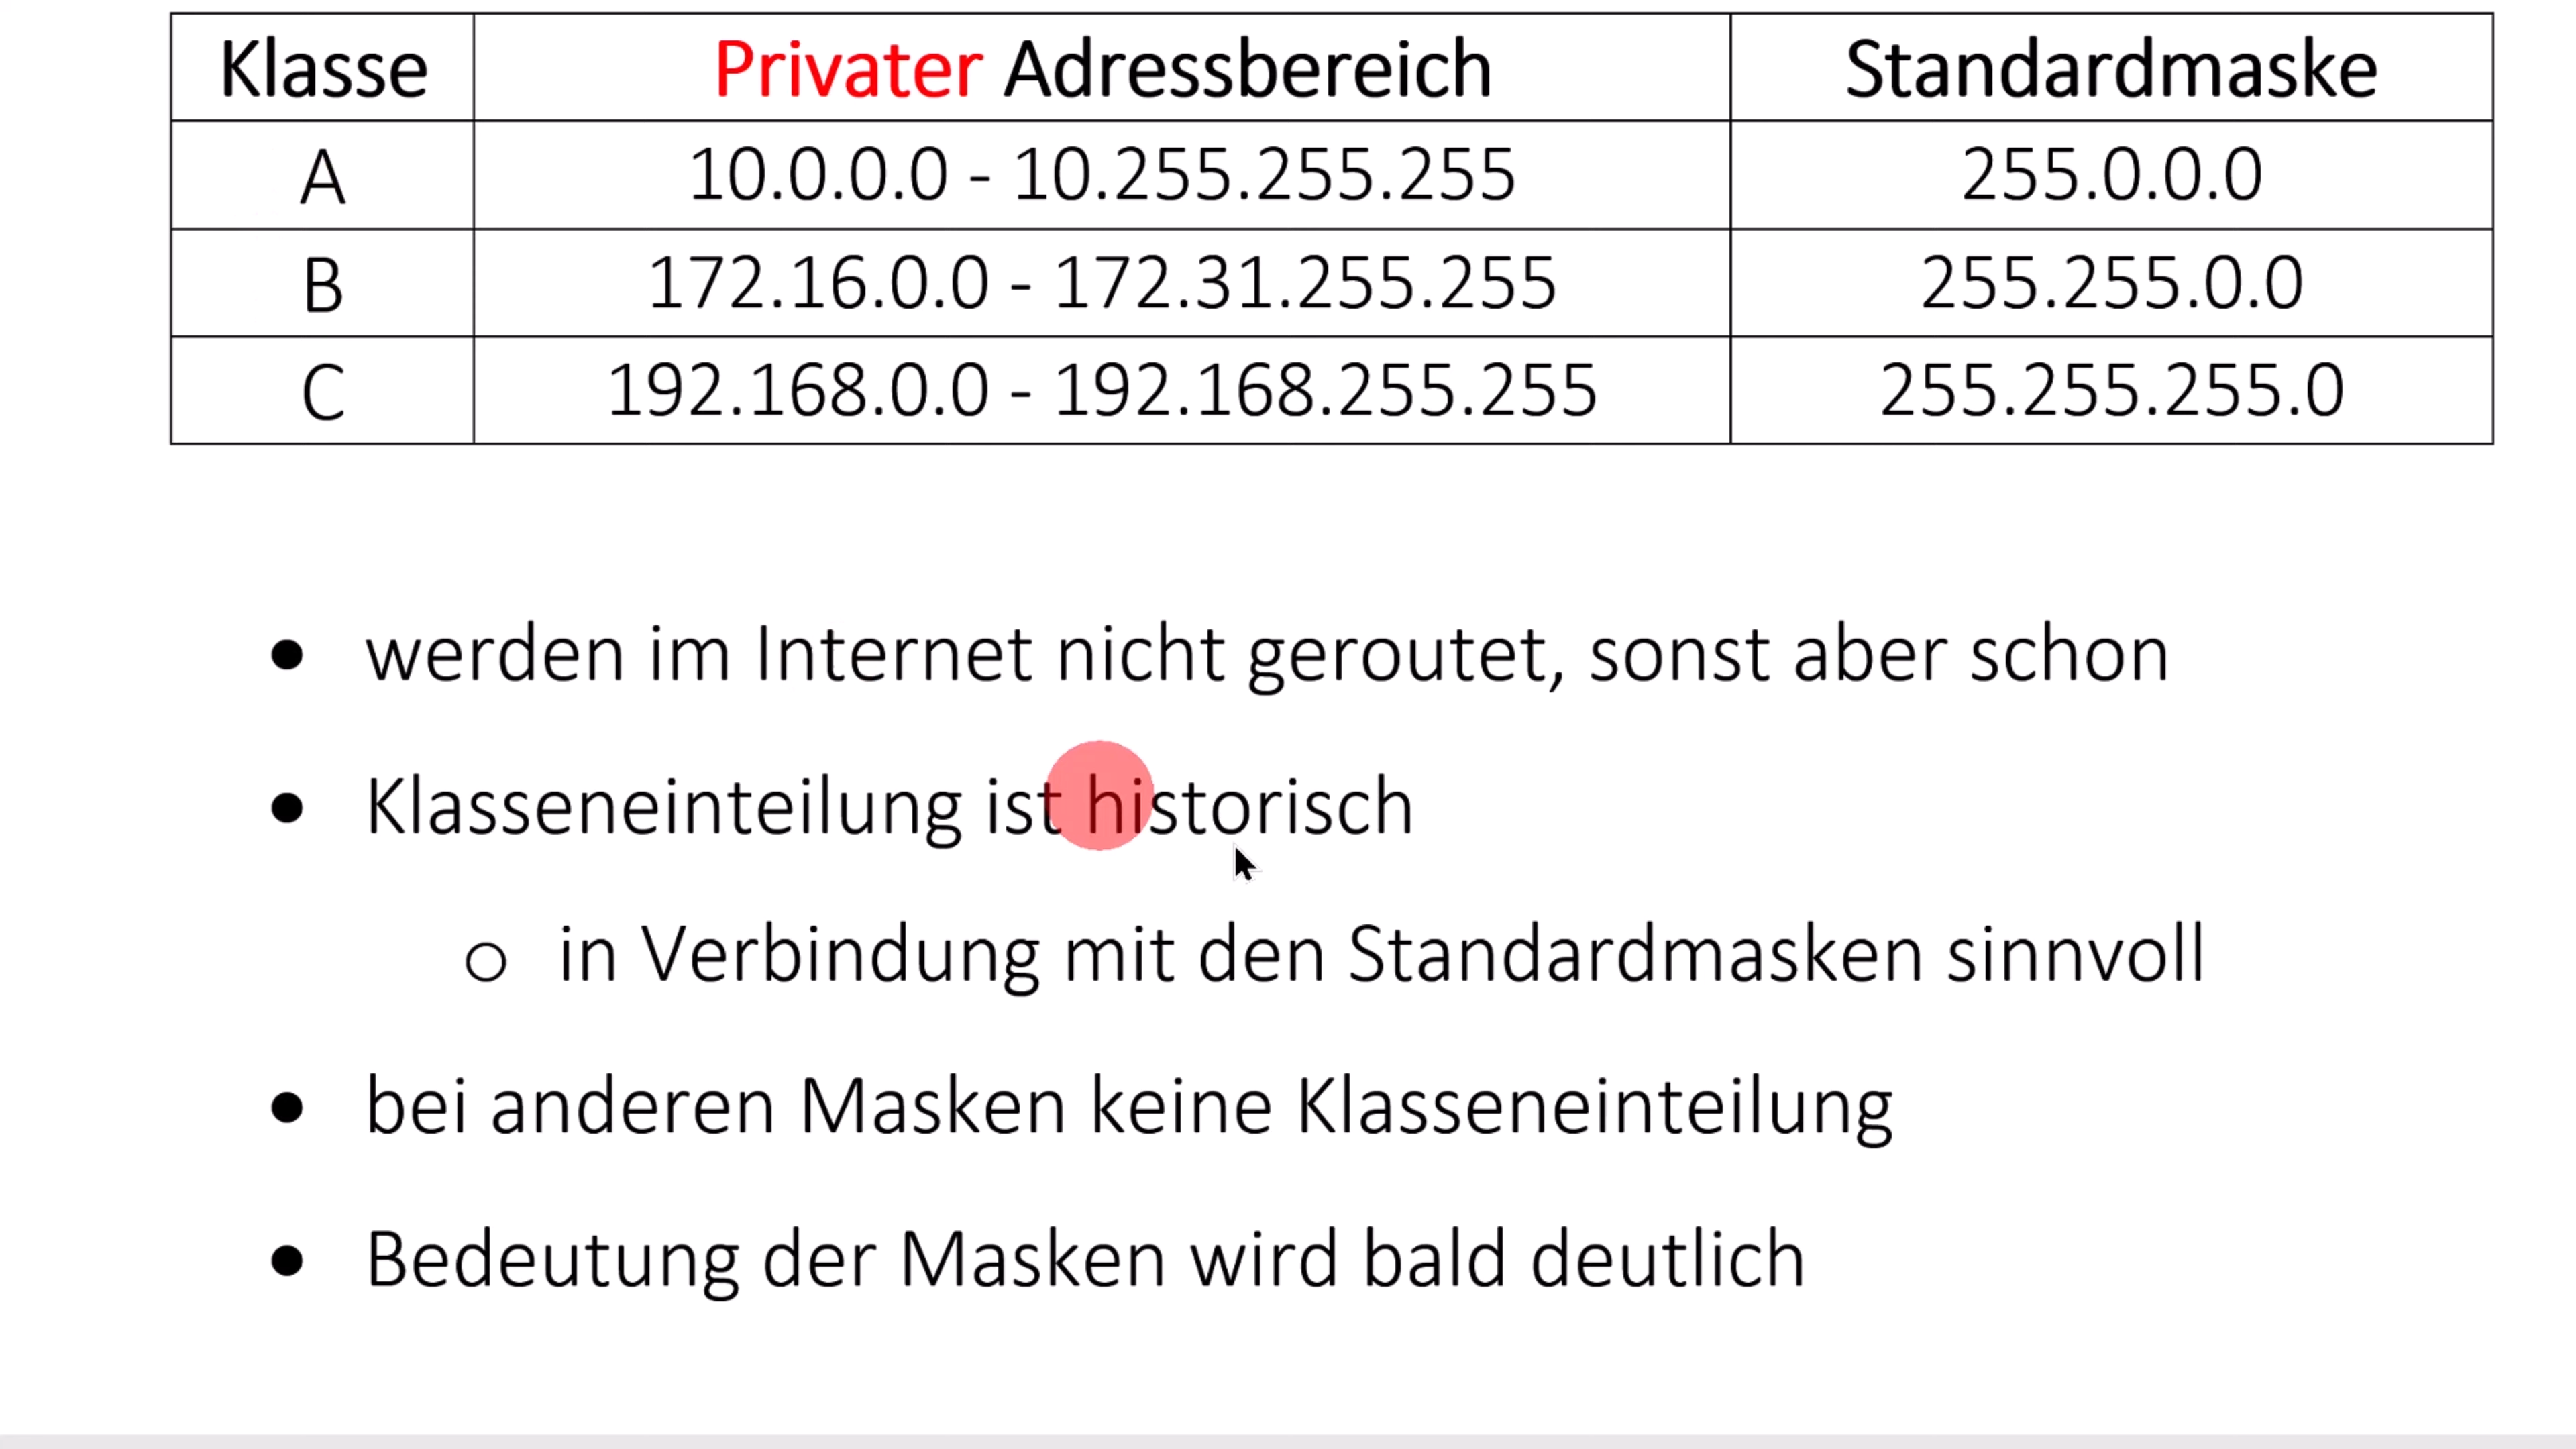 Klasse Privater Adressbereich Standardmaske
A 10.0.0.0 - 10.255.255.255 255.0.0.0
B 172.16.0.0 - 172.31.255.255 255.255.0.0
C 192.168.0.0 - 192.168.255.255 255.255.255.0
• werden im Internet nicht geroutet, sonst aber schon
• Klasseneinteilung ist historisch
o in Verbindung mit den Standardmasken sinnvoll
• bei anderen Masken keine Klasseneinteilung
• Bedeutung der Masken wird bald deutlich